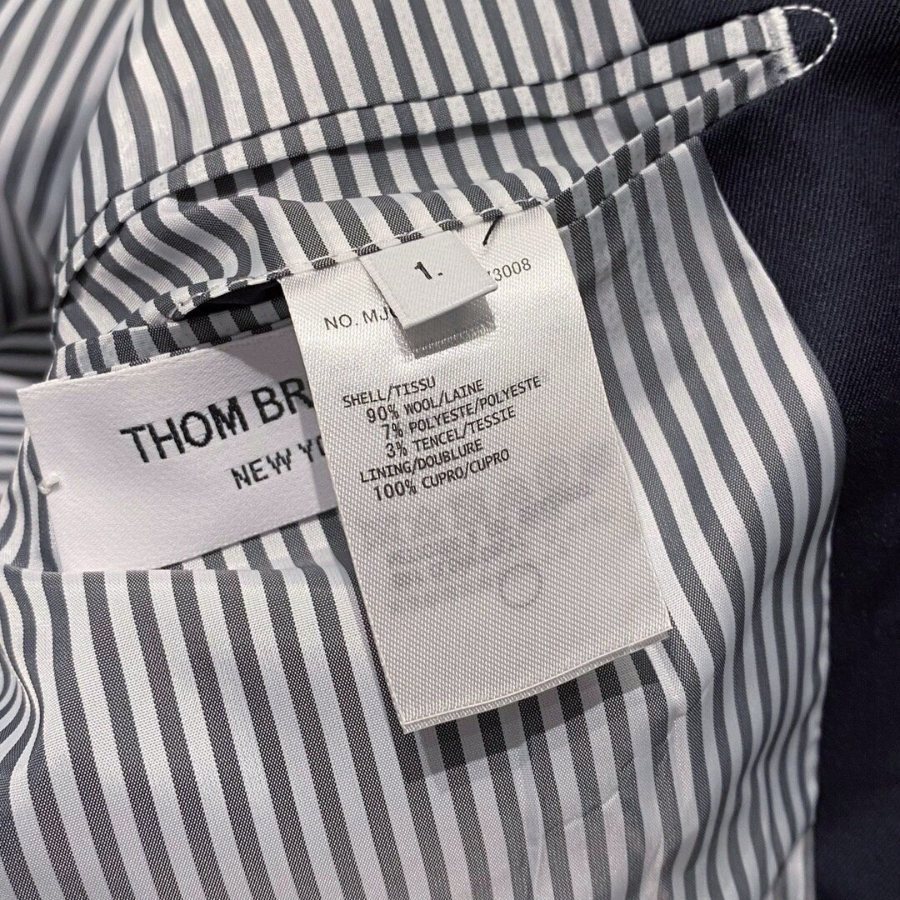 1.
NO. MJ 3008
THOM BR
NEW YO
SHELL/TISSU
90% WOOL/LAINE
7% POLYESTE/POLYESTE
3% TENCEL/TESSIE
LINING/DOUBLURE
100% CUPRO/CUPRO